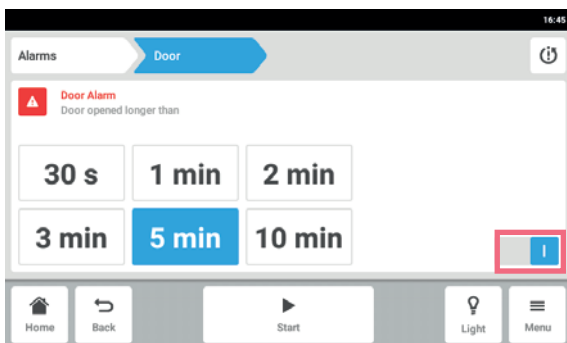 16:45
Alarms
Door
Door Alarm
Door opened longer than
30 s
1 min
2 min
3 min
5 min
10 min
I
Home
Back
Start
Light
Menu